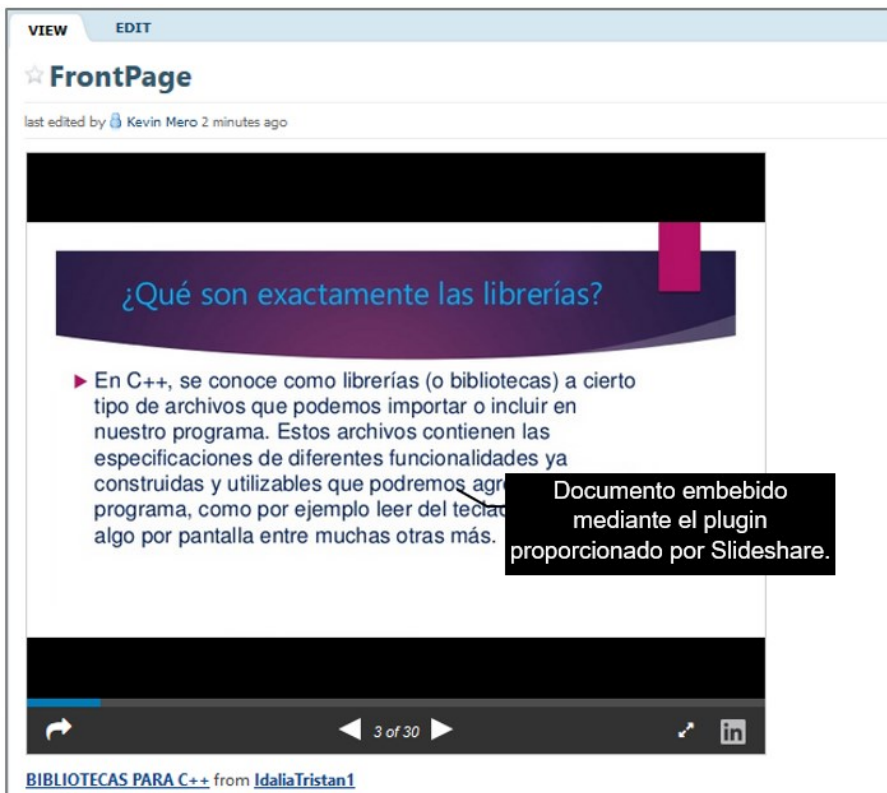 VIEW EDIT
FrontPage
last edited by Kevin Mero 2 minutes ago
¿Qué son exactamente las librerías?
En C++, se conoce como librerías (o bibliotecas) a cierto
tipo de archivos que podemos importar o incluir en
nuestro programa. Estos archivos contienen las
especificaciones de diferentes funcionalidades ya
construidas y utilizables que podremos
programa, como por ejemplo leer del
algo por pantalla entre muchas otras más.
Documento embebido
mediante el plugin
proporcionado por Slideshare.
3 of 30
in
BIBLIOTECAS PARA C++ from IdaliaTristan1